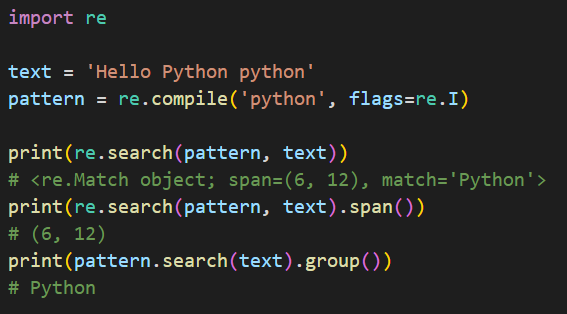 import re
text = 'Hello Python python'
pattern = re.compile('python', flags=re.I)
print(re.search(pattern, text))
# <re.Match object; span=(6, 12), match='Python'>
print(re.search(pattern, text).span())
# (6, 12)
print(pattern.search(text).group())
# Python